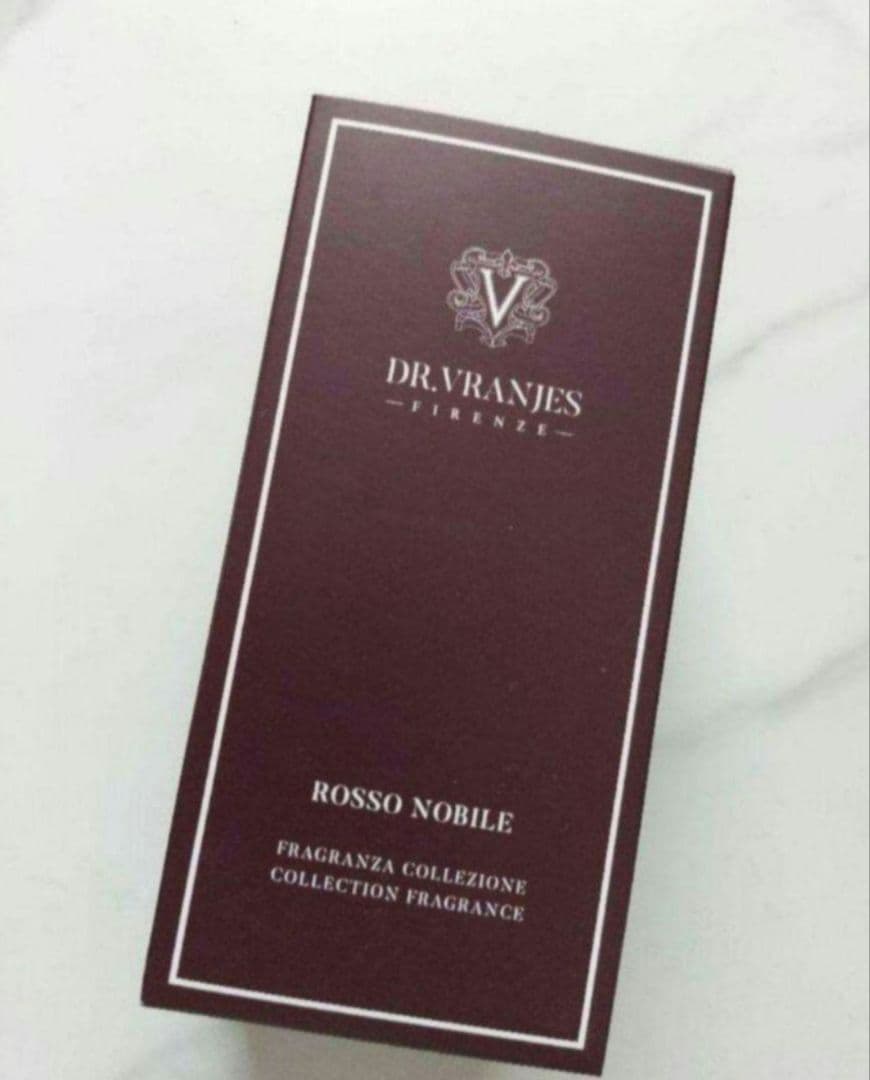 V
DR.VRANJES
—FIRENZE—
ROSSO NOBILE
FRAGRANZA COLLEZIONE
COLLECTION FRAGRANCE